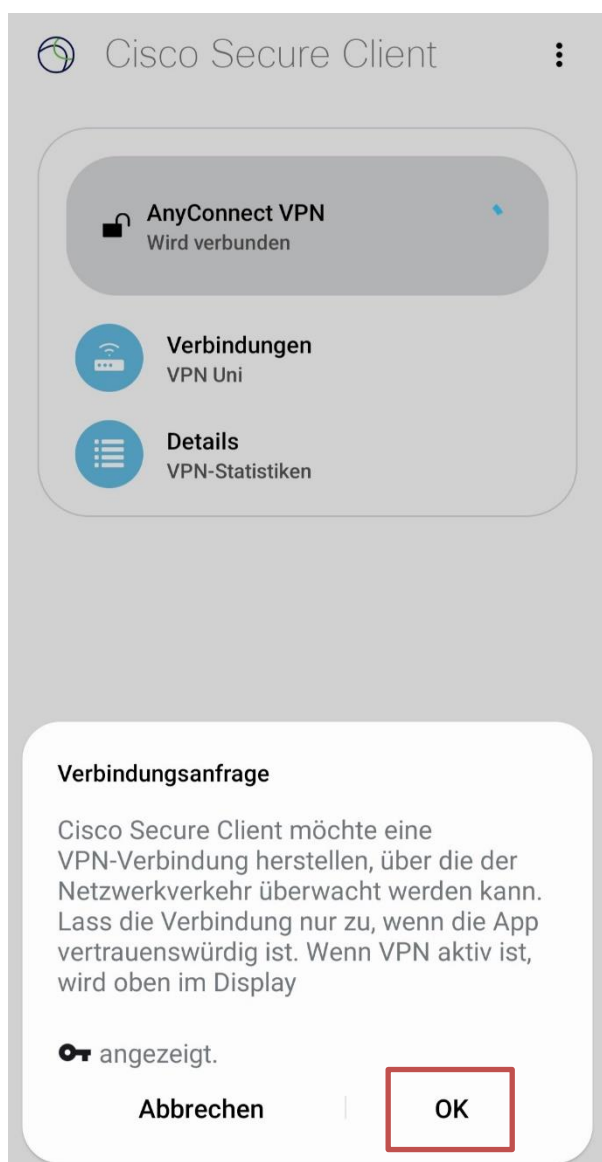 Cisco Secure Client
AnyConnect VPN
Wird verbunden
Verbindungen
VPN Uni
Details
VPN-Statistiken
Verbindungsanfrage
Cisco Secure Client möchte eine
VPN-Verbindung herstellen, über die der
Netzwerkverkehr überwacht werden kann.
Lass die Verbindung nur zu, wenn die App
vertrauenswürdig ist. Wenn VPN aktiv ist,
wird oben im Display
angezeigt.
Abbrechen
OK